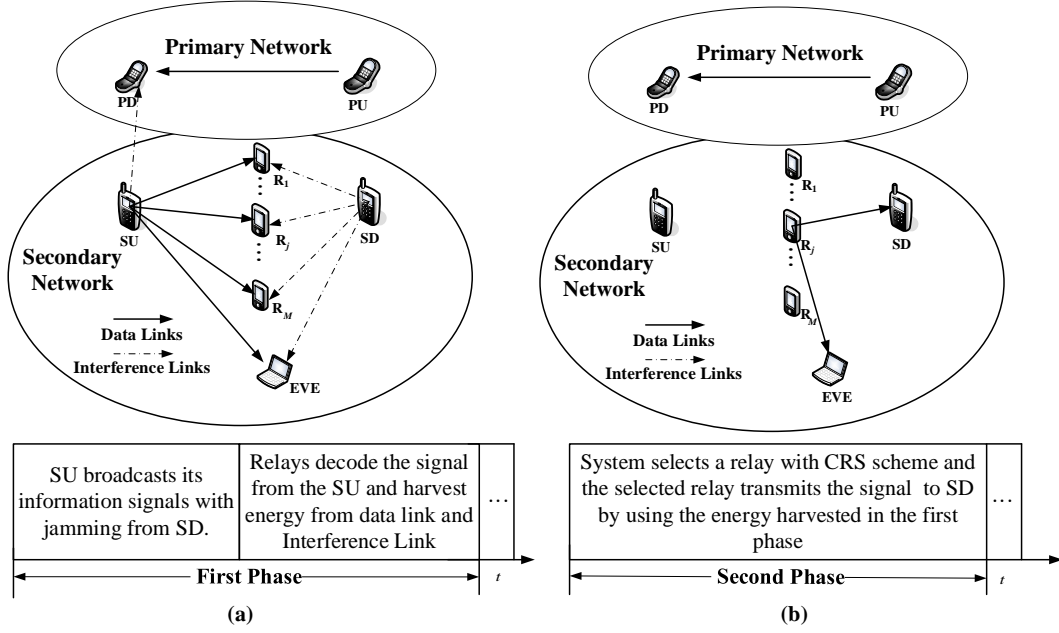 Primary Network
PD
PU
SU
R1
Rj
RM
SD
EVE
Secondary
Network
Data Links
Interference Links
SU broadcasts its
information signals with
jamming from SD.
Relays decode the signal
from the SU and harvest
energy from data link and
Interference Link
...
First Phase
t
(a)
Primary Network
PD
PU
SU
R1
Rj
RM
SD
EVE
Secondary
Network
Data Links
Interference Links
System selects a relay with CRS scheme and
the selected relay transmits the signal to SD
by using the energy harvested in the first
phase
...
Second Phase
t
(b)